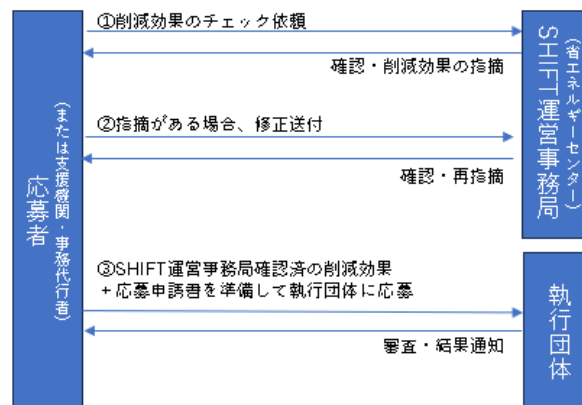 ①削減効果のチェック依頼
確認・削減効果の指摘
②指摘がある場合、修正送付
確認・再指摘
③SHIFT運営事務局確認済の削減効果
+応募申請書を準備して執行団体に応募
審査・結果通知
応募者
(または支援機関・事務代行者)
SHIFT運営事務局
(省エネルギーセンター)
執行団体